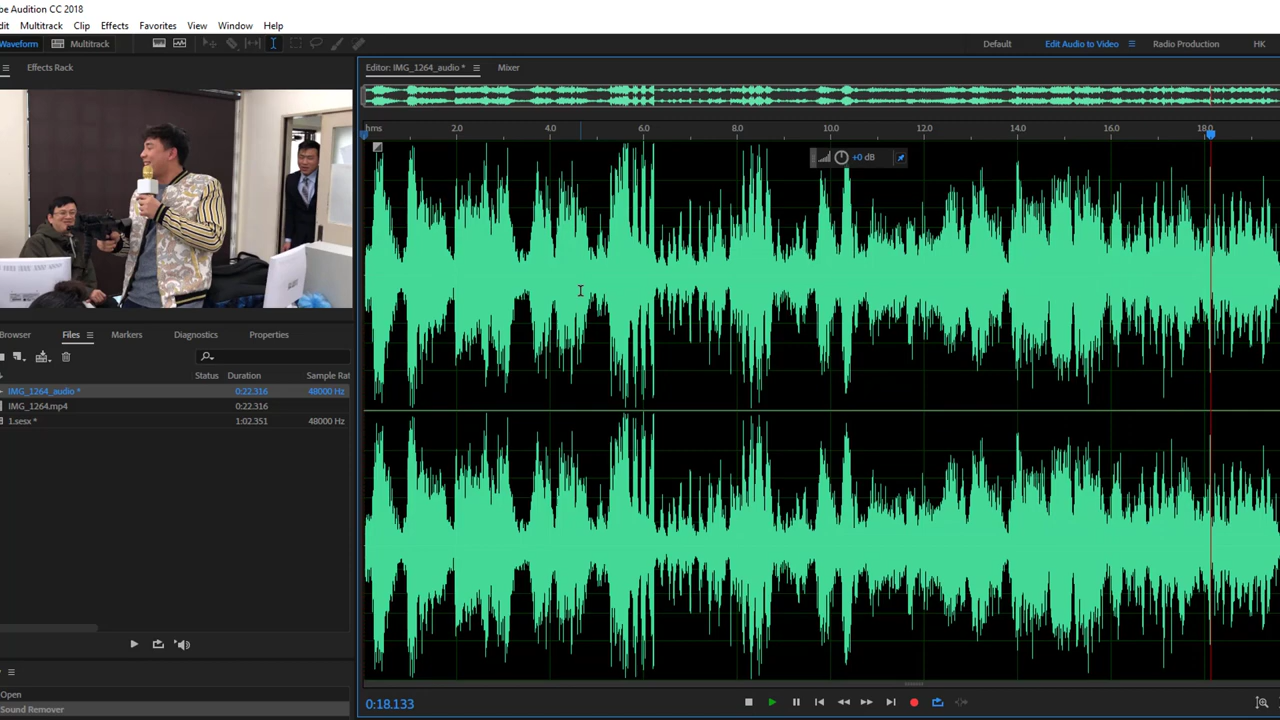 be Audition CC 2018
dit Multitrack Clip Effects Favorites View Window Help
Waveform Multitrack Default Edit Audio to Video Radio Production HK
Effects Rack Editor: IMG_1264_audio * Mixer
hms 2.0 4.0 6.0 8.0 10.0 12.0 14.0 16.0 18.0
+0 dB
Browser Files Markers Diagnostics Properties
Status Duration Sample Rat
IMG_1264_audio * 0:22.316 48000 Hz
IMG_1264.mp4 0:22.316
1.sesx * 1:02.351 48000 Hz
Open
Sound Remover
0:18.133